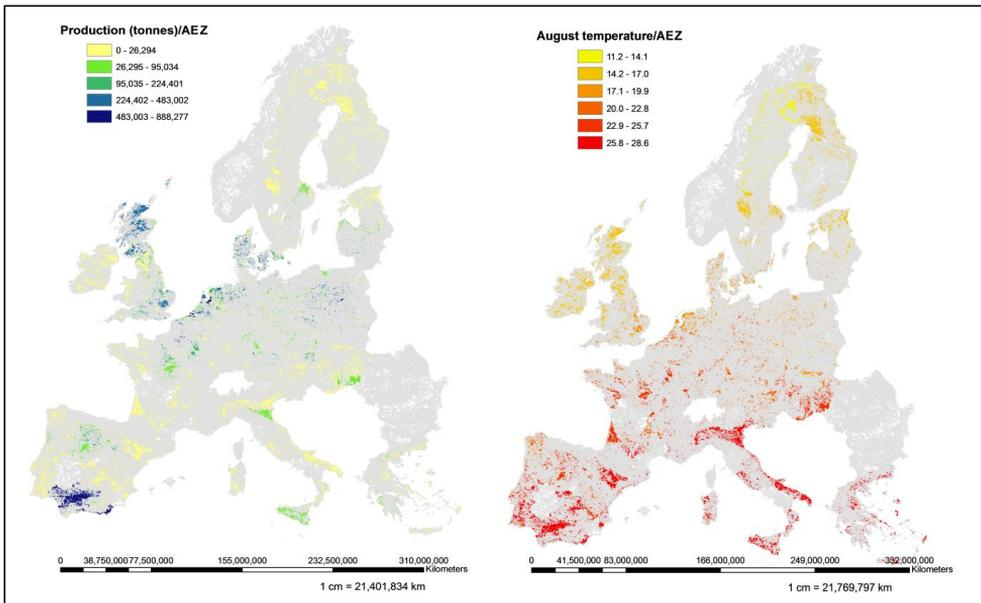 Production (tonnes)/AEZ
0 - 26,294
26,295 - 95,034
95,035 - 224,401
224,402 - 483,002
483,003 - 888,277
0 38,750,00077,500,000 155,000,000 232,500,000 310,000,000
Kilometers
1 cm = 21,401,834 km
August temperature/AEZ
11.2 - 14.1
14.2 - 17.0
17.1 - 19.9
20.0 - 22.8
22.9 - 25.7
25.8 - 28.6
0 41,500,000 83,000,000 166,000,000 249,000,000 332,000,000
Kilometers
1 cm = 21,769,797 km